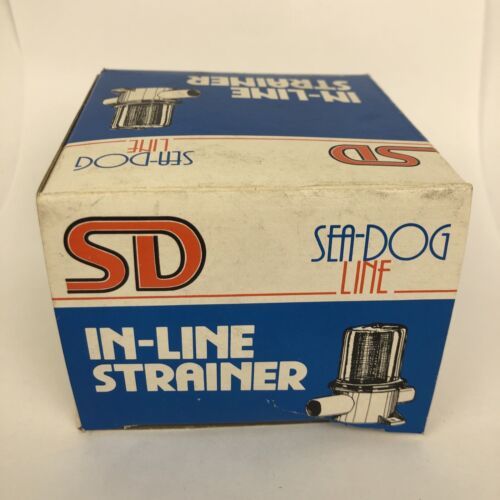 IN-LINE
STRAINER
SEA-DOG
LINE
SD
SD
SEA-DOG
LINE
IN-LINE
STRAINER